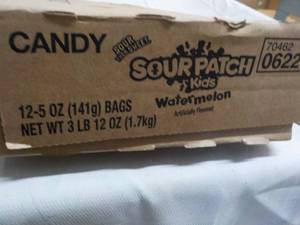 CANDY
SOUR THEN SWEET
SOUR PATCH
Kids
Watermelon
Artificially Flavored
70462
0622
12-5 OZ (141g) BAGS
NET WT 3 LB 12 OZ (1.7kg)